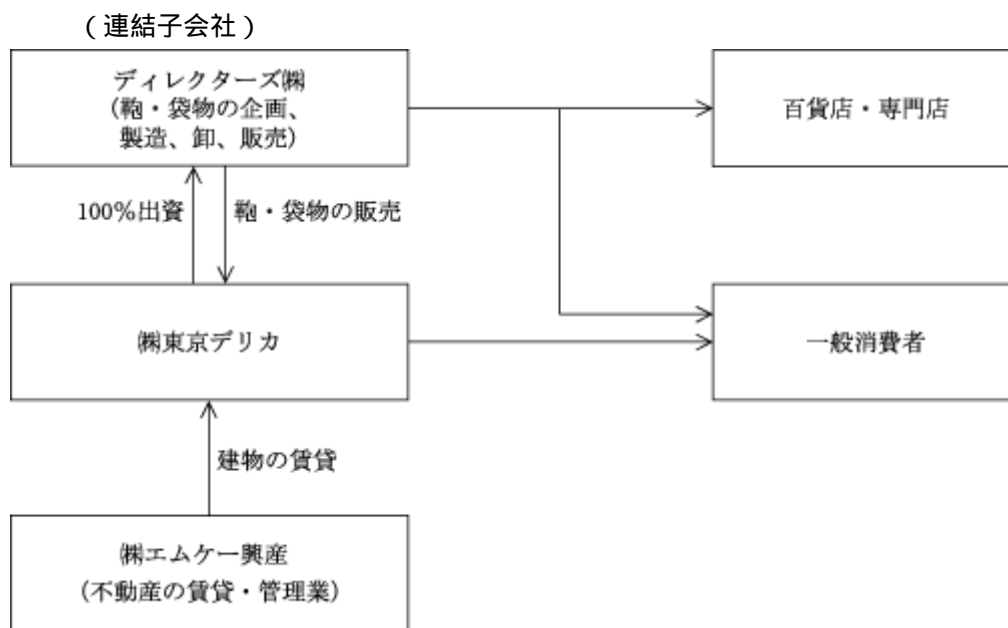 (連結子会社)
ディレクターズ㈱
(鞄・袋物の企画、
製造、卸、販売)
百貨店・専門店
100%出資
鞄・袋物の販売
㈱東京デリカ
一般消費者
建物の賃貸
㈱エムケー興産
(不動産の賃貸・管理業)